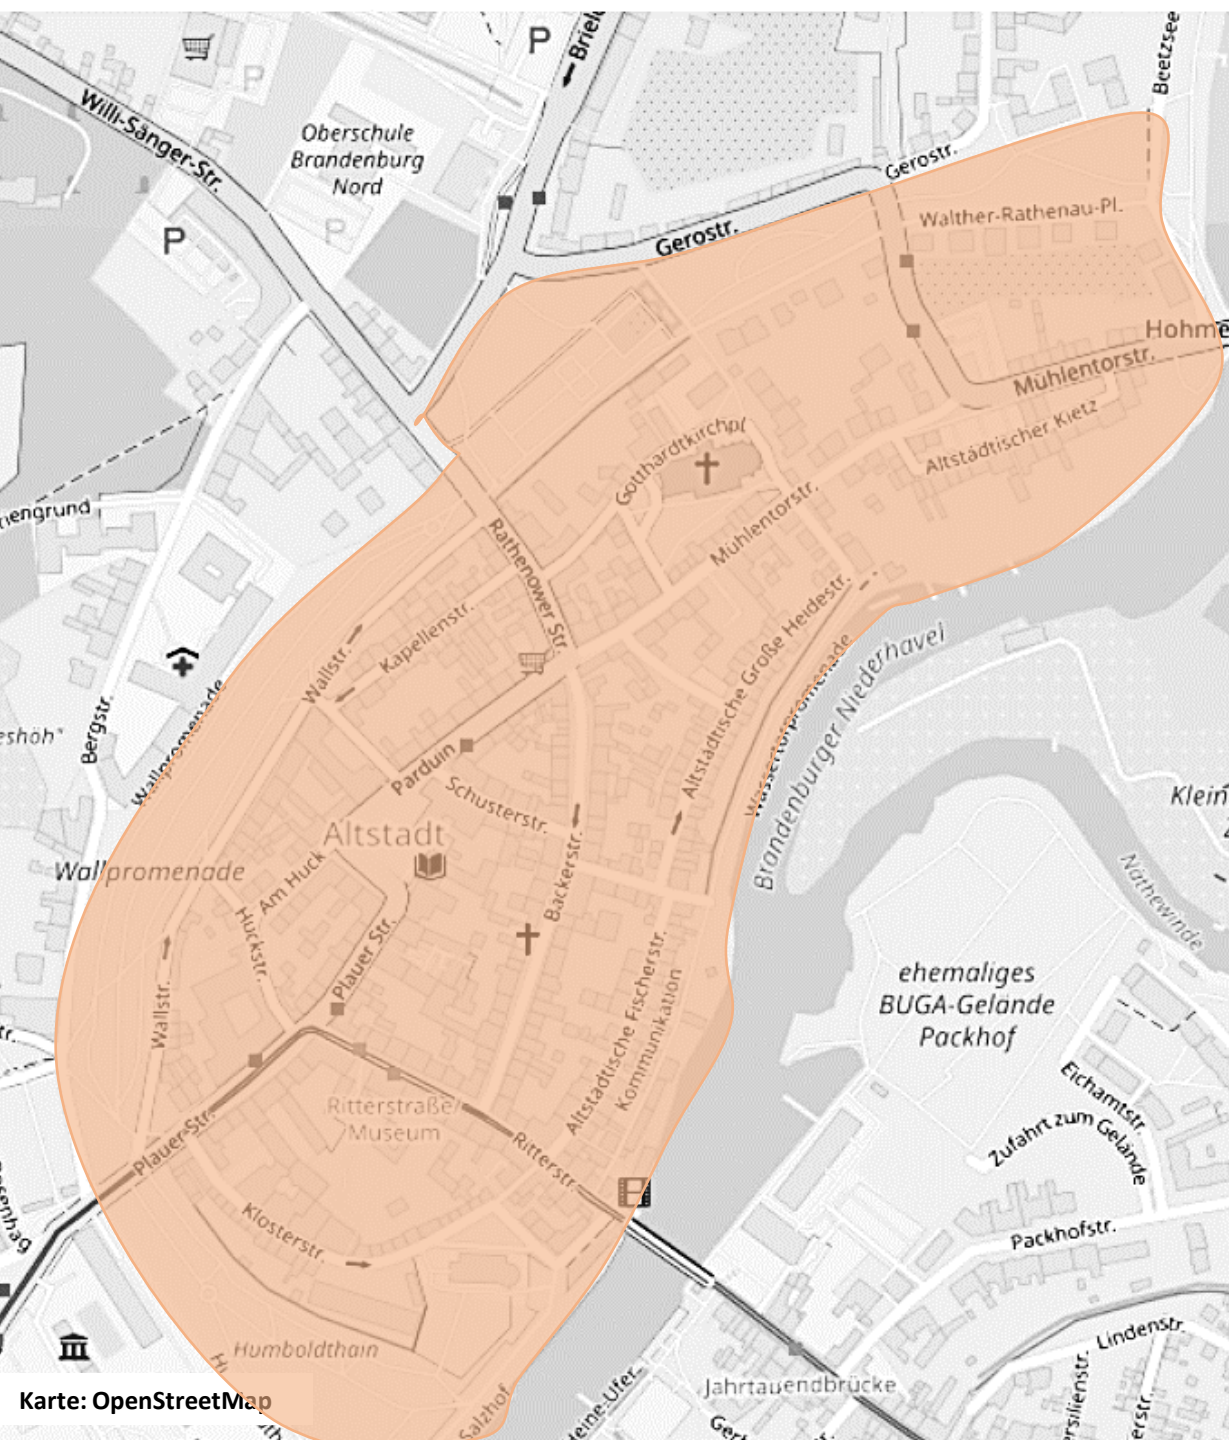 P
Beetzsee
Willi-Sänger-Str.
Oberschule
Brandenburg
Nord
P
Gerostr.
P
P
Walther-Rathenau-Pl.
Gerostr.
Hohme
Mühlentorstr.
Altstädtischer Kietz
Gotthardtkirchpl
Mühlentorstr.
Rathenower Str.
Kapellenstr.
Wallstr.
Altstädtische Große Heidestr.
Wassertorpromenade
Brandenburger Niederhavel
Bergstr.
Wallpromenade
Parduin
Schusterstr.
Klein
Altstadt
Wallpromenade
Am Huck
Bäckerstr.
Nathewinde
Huckstr.
Plauer Str.
ehemaliges
BUGA-Gelände
Packhof
Wallstr.
Altstädtische Fischerstr.
Kommunikation
Eichamtstr.
Zufahrt zum Gelände
Ritterstraße/
Museum
Plauer Str.
Ritterstr.
Klosterstr.
Packhofstr.
Humboldthain
Lindenstr.
Jahrtausendbrücke
Salzhof
Karte: OpenStreetMap